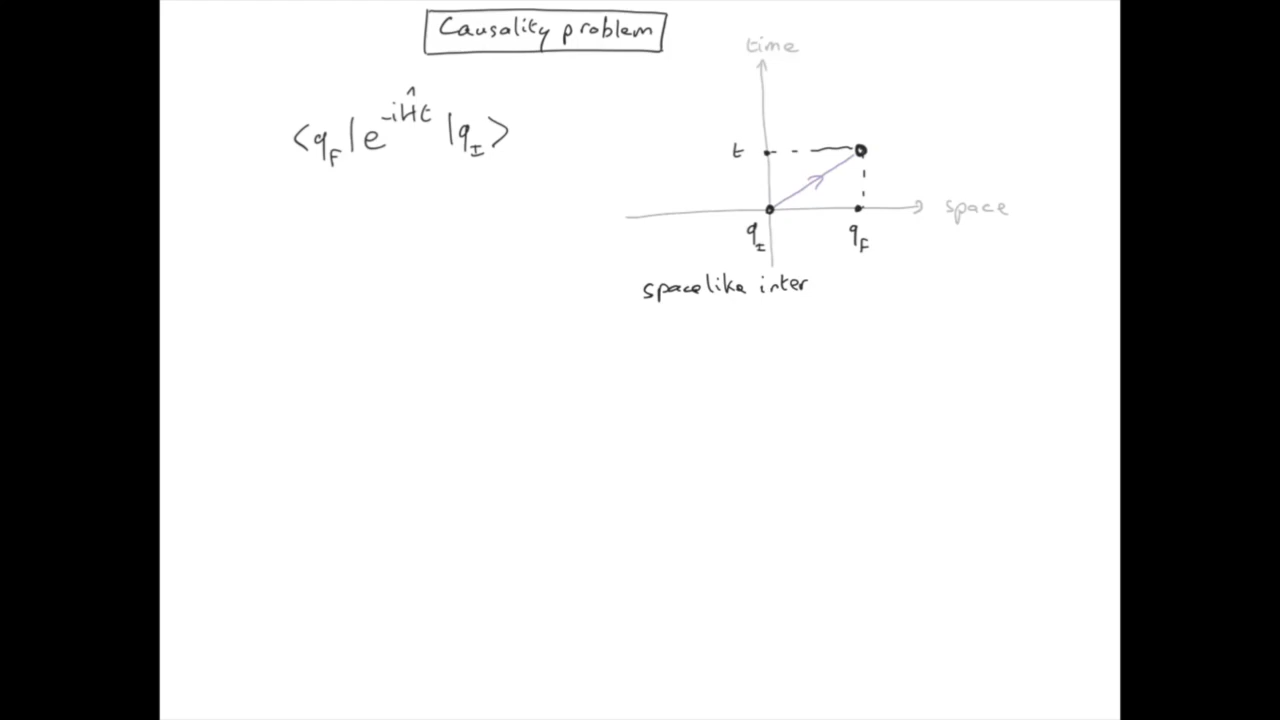 Causality problem
time
<q_F|e^{-iĤt}|q_I>
t
space
q_I
q_F
spacelike inter